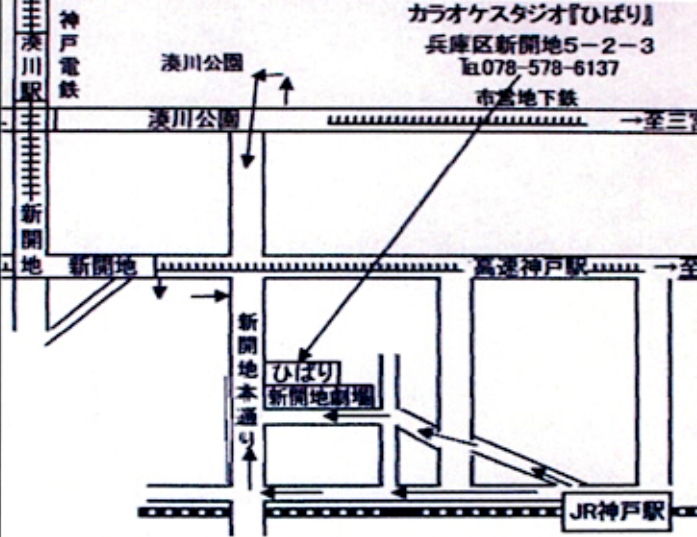 カラオケスタジオ『ひばり』
兵庫区新開地5-2-3
℡078-578-6137
神戸電鉄
湊川駅
湊川公園
市営地下鉄
湊川公園
→至三宮
新開地
新開地
高速神戸駅
→至
新開地本通り
ひばり
新開地劇場
JR神戸駅